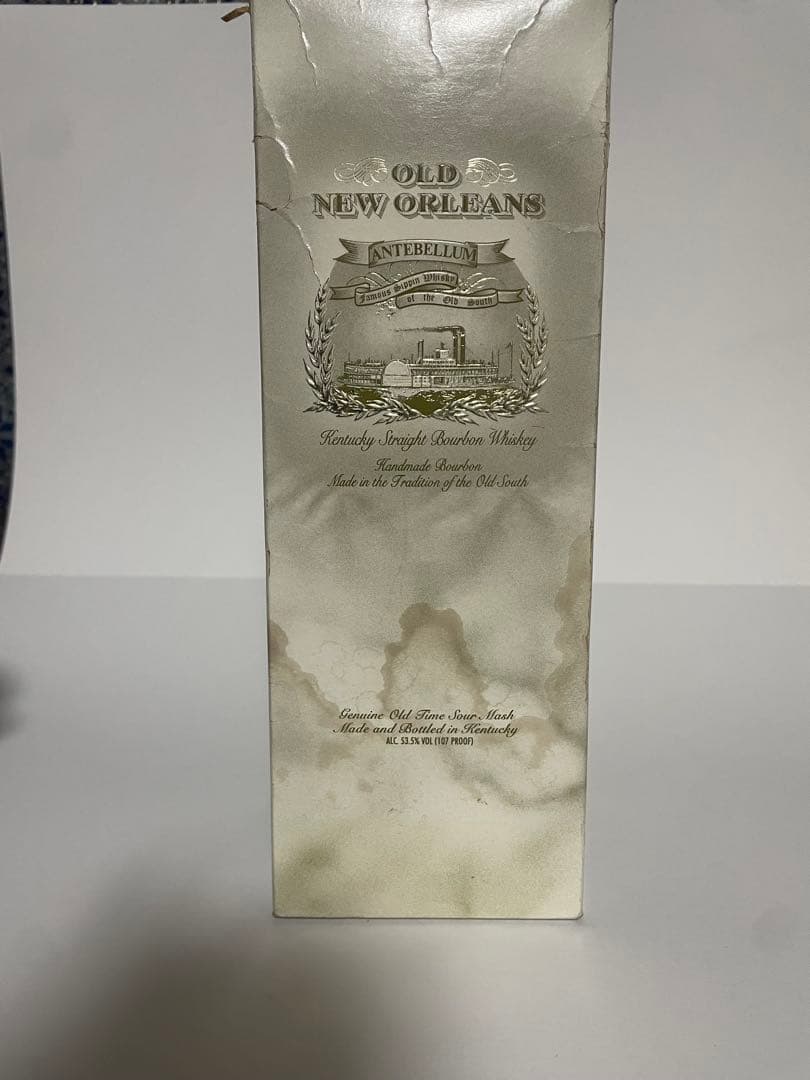 OLD
NEW ORLEANS
ANTEBELLUM
Famous Sippin Whisky
of the Old South
Kentucky Straight Bourbon Whiskey
Handmade Bourbon
Made in the Tradition of the Old South
Genuine Old Time Sour Mash
Made and Bottled in Kentucky
ALC. 53.5% VOL (107 PROOF)